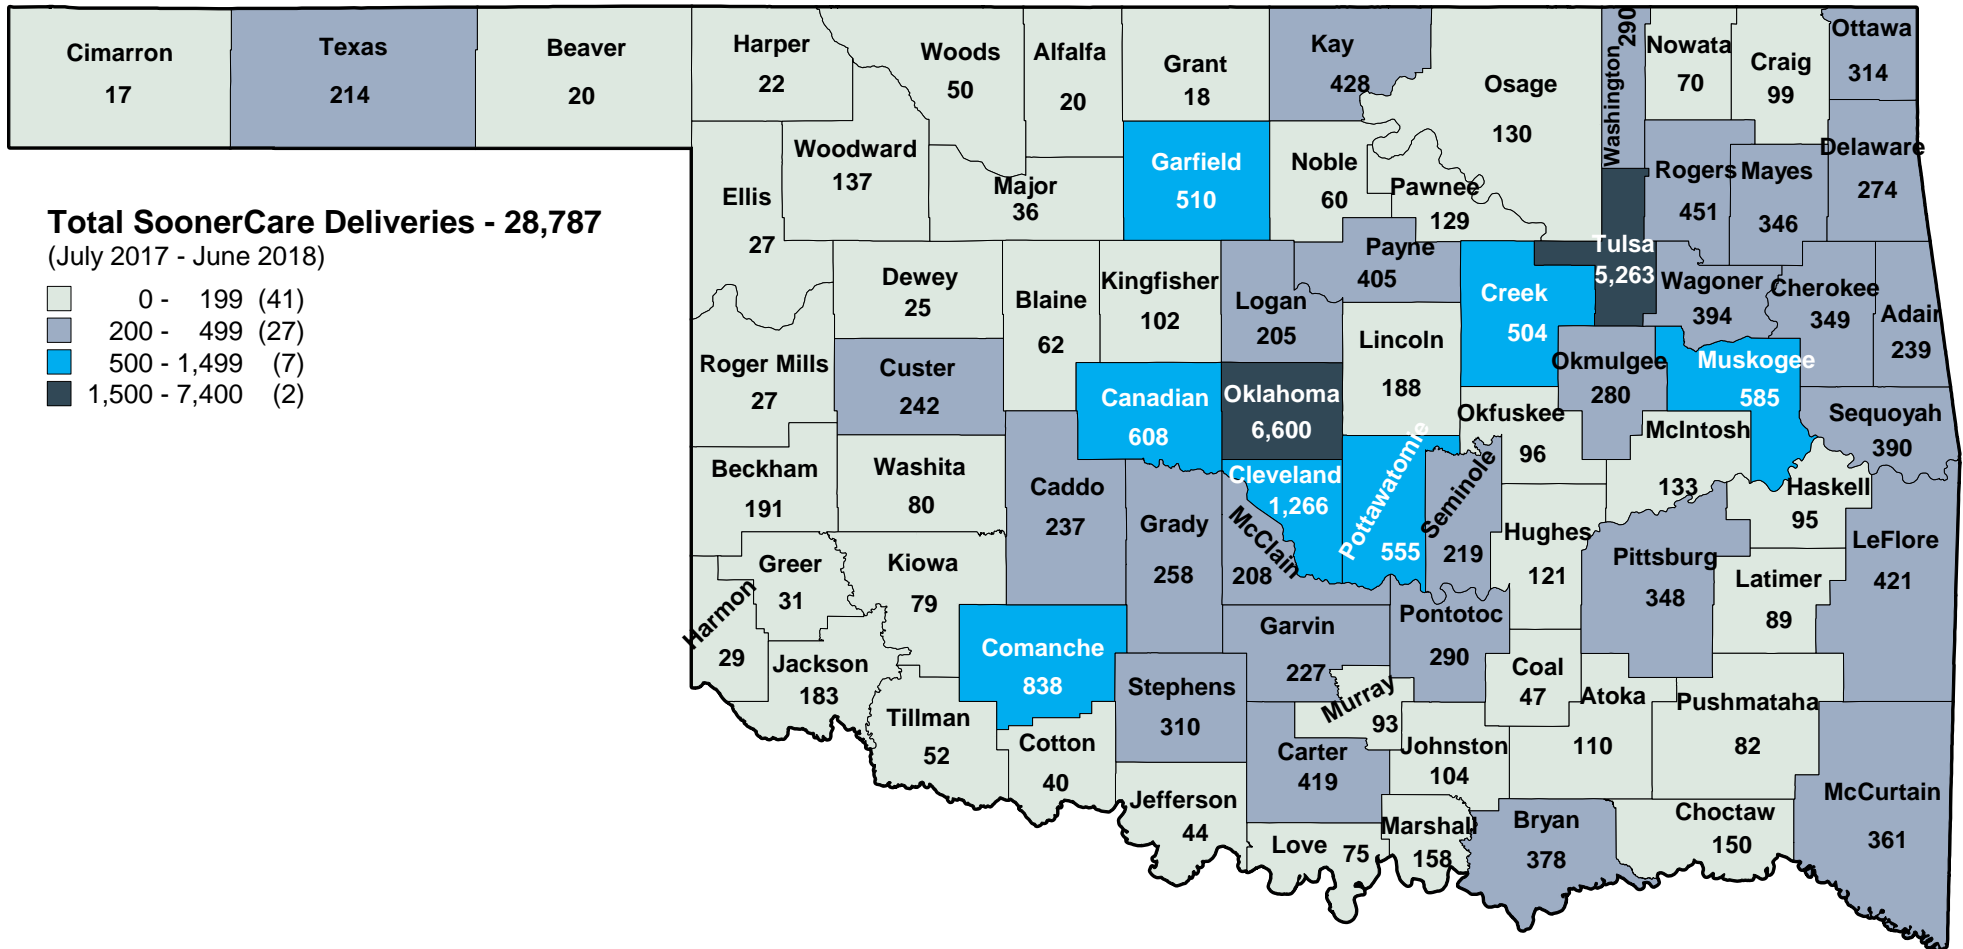 Cimarron
17
Texas
214
Beaver
20
Harper
22
Woods
50
Alfalfa
20
Grant
18
Kay
428
Osage
130
Washington
290
Nowata
70
Craig
99
Ottawa
314
Ellis
27
Woodward
137
Major
36
Garfield
510
Noble
60
Pawnee
129
Rogers
451
Mayes
346
Delaware
274
Total SoonerCare Deliveries - 28,787
(July 2017 - June 2018)
0 - 199 (41)
200 - 499 (27)
500 - 1,499 (7)
1,500 - 7,400 (2)
Dewey
25
Blaine
62
Kingfisher
102
Logan
205
Payne
405
Creek
504
Tulsa
5,263
Wagoner
394
Cherokee
349
Adair
239
Roger Mills
27
Custer
242
Canadian
608
Oklahoma
6,600
Lincoln
188
Okmulgee
280
Muskogee
585
Sequoyah
390
Beckham
191
Washita
80
Caddo
237
Grady
258
Cleveland
1,266
McClain
208
Pottawatomie
555
Seminole
219
Okfuskee
96
McIntosh
133
Haskell
95
Hughes
121
Pittsburg
348
Latimer
89
LeFlore
421
Harmon
29
Greer
31
Kiowa
79
Jackson
183
Comanche
838
Stephens
310
Garvin
227
Murray
93
Pontotoc
290
Coal
47
Atoka
110
Pushmataha
82
Tillman
52
Cotton
40
Jefferson
44
Carter
419
Johnston
104
Love 75
Marshall
158
Bryan
378
Choctaw
150
McCurtain
361